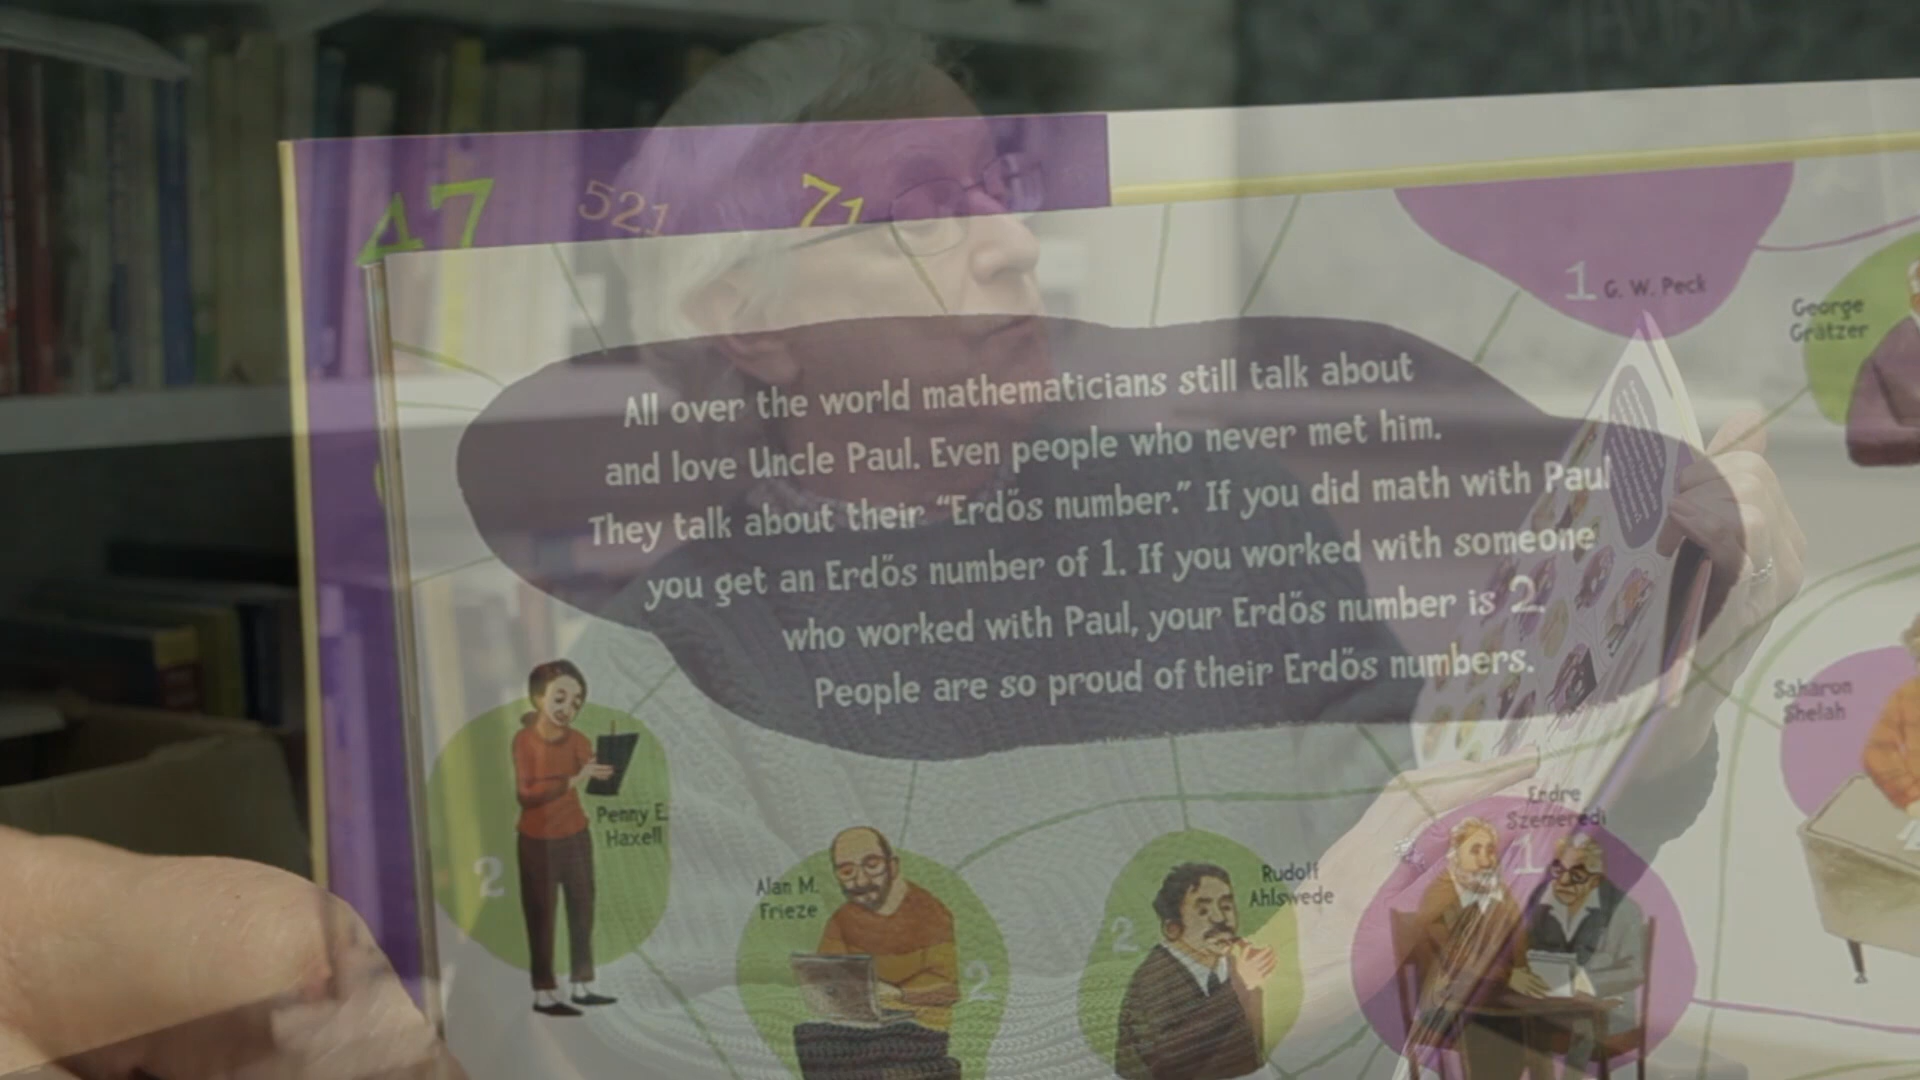 47 521 71
1 G. W. Peck
George
Grätzer
All over the world mathematicians still talk about
and love Uncle Paul. Even people who never met him.
They talk about their “Erdős number.” If you did math with Paul
you get an Erdős number of 1. If you worked with someone
who worked with Paul, your Erdős number is 2.
People are so proud of their Erdős numbers.
Saharon
Shelah
Penny E.
Haxell
2
Alan M.
Frieze
2
Rudolf
Ahlswede
2
Endre
Szemerédi
1